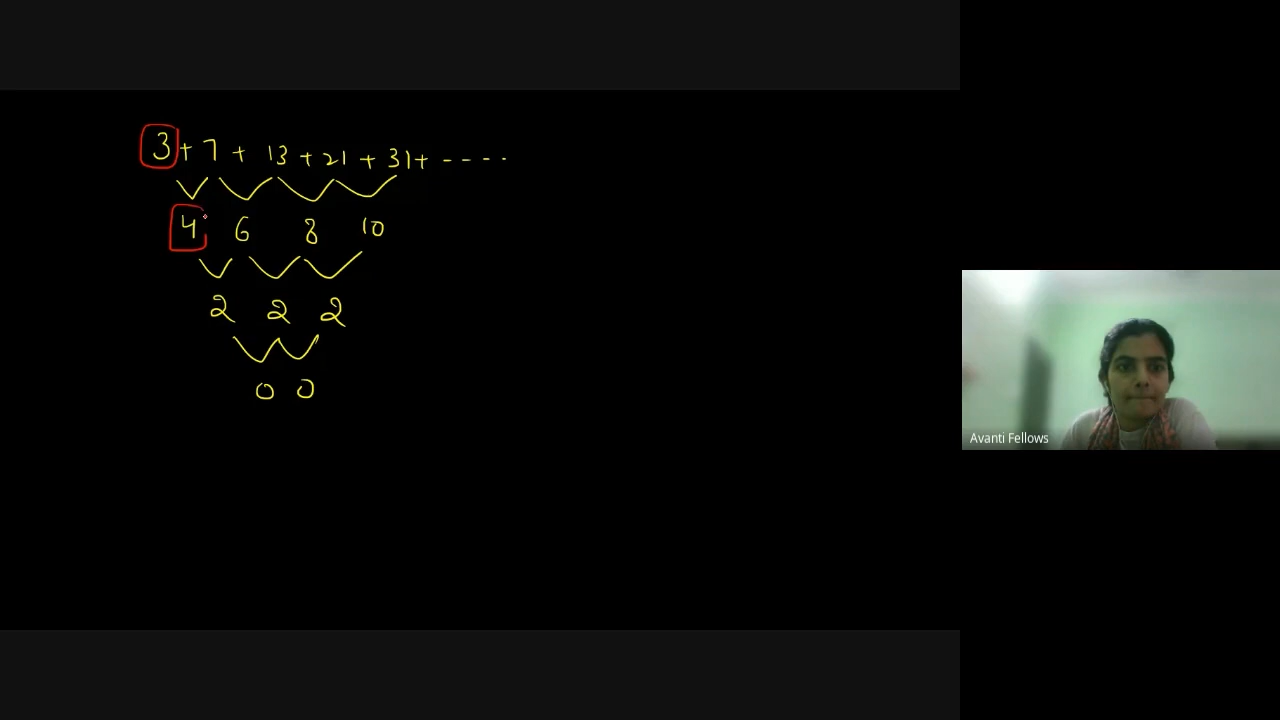 3 + 7 + 13 + 21 + 31 + - - - -
4 6 8 10
2 2 2
0 0
Avanti Fellows